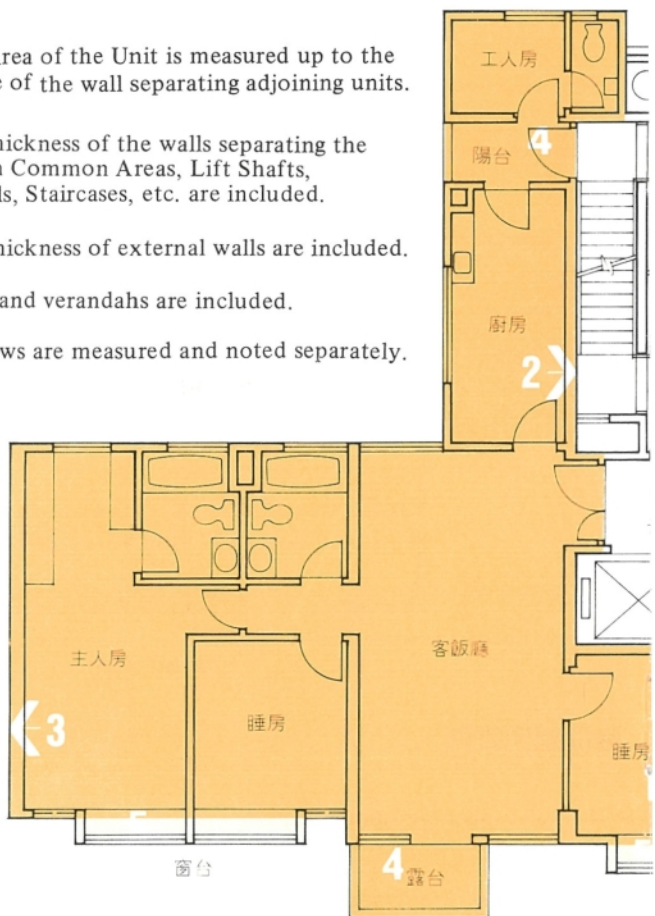 rea of the Unit is measured up to the
e of the wall separating adjoining units.
hickness of the walls separating the
Common Areas, Lift Shafts,
ls, Staircases, etc. are included.
hickness of external walls are included.
and verandahs are included.
ws are measured and noted separately.
工人房
陽台
4
廚房
2
主人房
客飯廳
3
睡房
睡房
窗台
4
露台